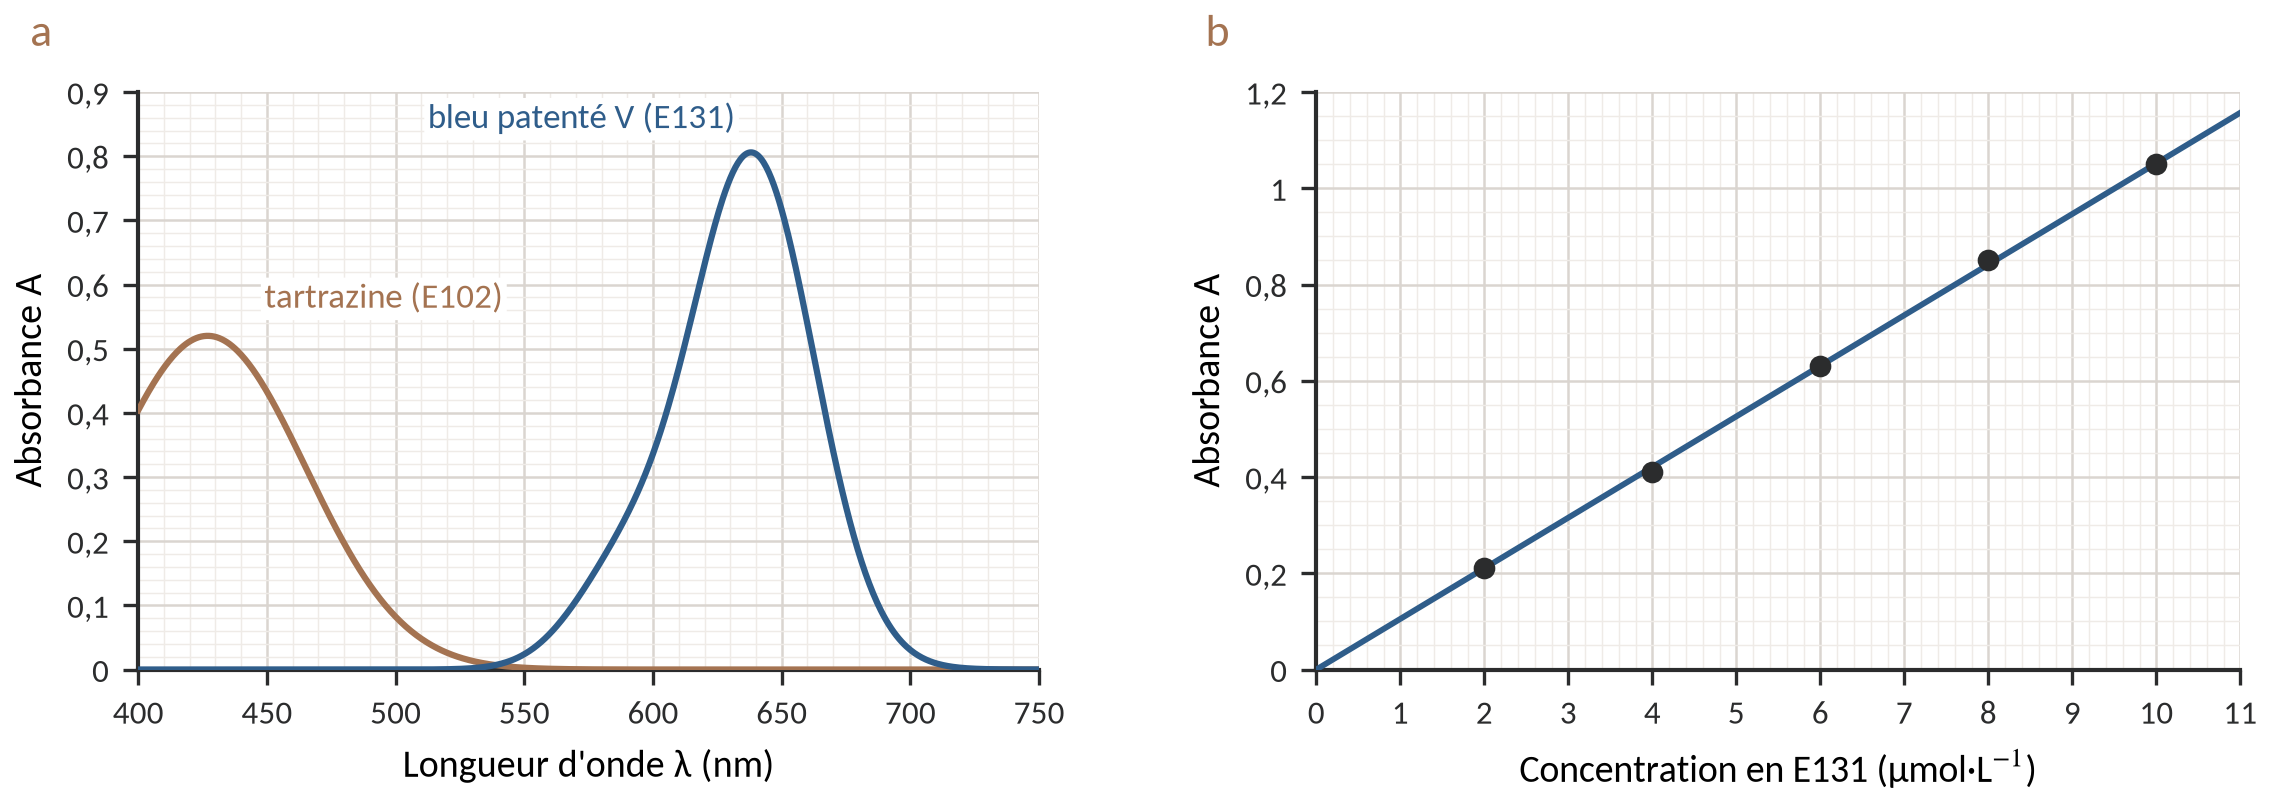 a
0,9
0,8
0,7
0,6
0,5
0,4
0,3
0,2
0,1
0
Absorbance A
bleu patenté V (E131)
tartrazine (E102)
400 450 500 550 600 650 700 750
Longueur d'onde λ (nm)
b
1,2
1
0,8
0,6
0,4
0,2
0
Absorbance A
0 1 2 3 4 5 6 7 8 9 10 11
Concentration en E131 (μmol·L⁻¹)